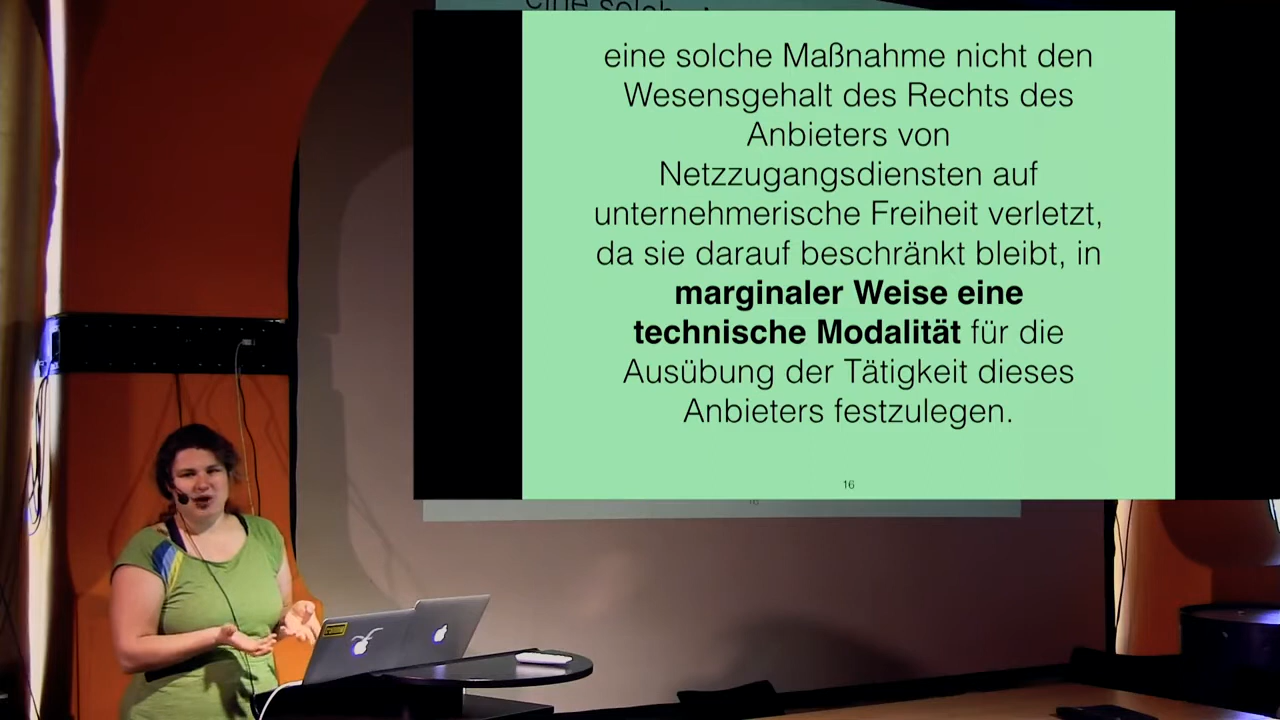 eine solche Maßnahme nicht den
Wesensgehalt des Rechts des
Anbieters von
Netzzugangsdiensten auf
unternehmerische Freiheit verletzt,
da sie darauf beschränkt bleibt, in
marginaler Weise eine
technische Modalität für die
Ausübung der Tätigkeit dieses
Anbieters festzulegen.
16